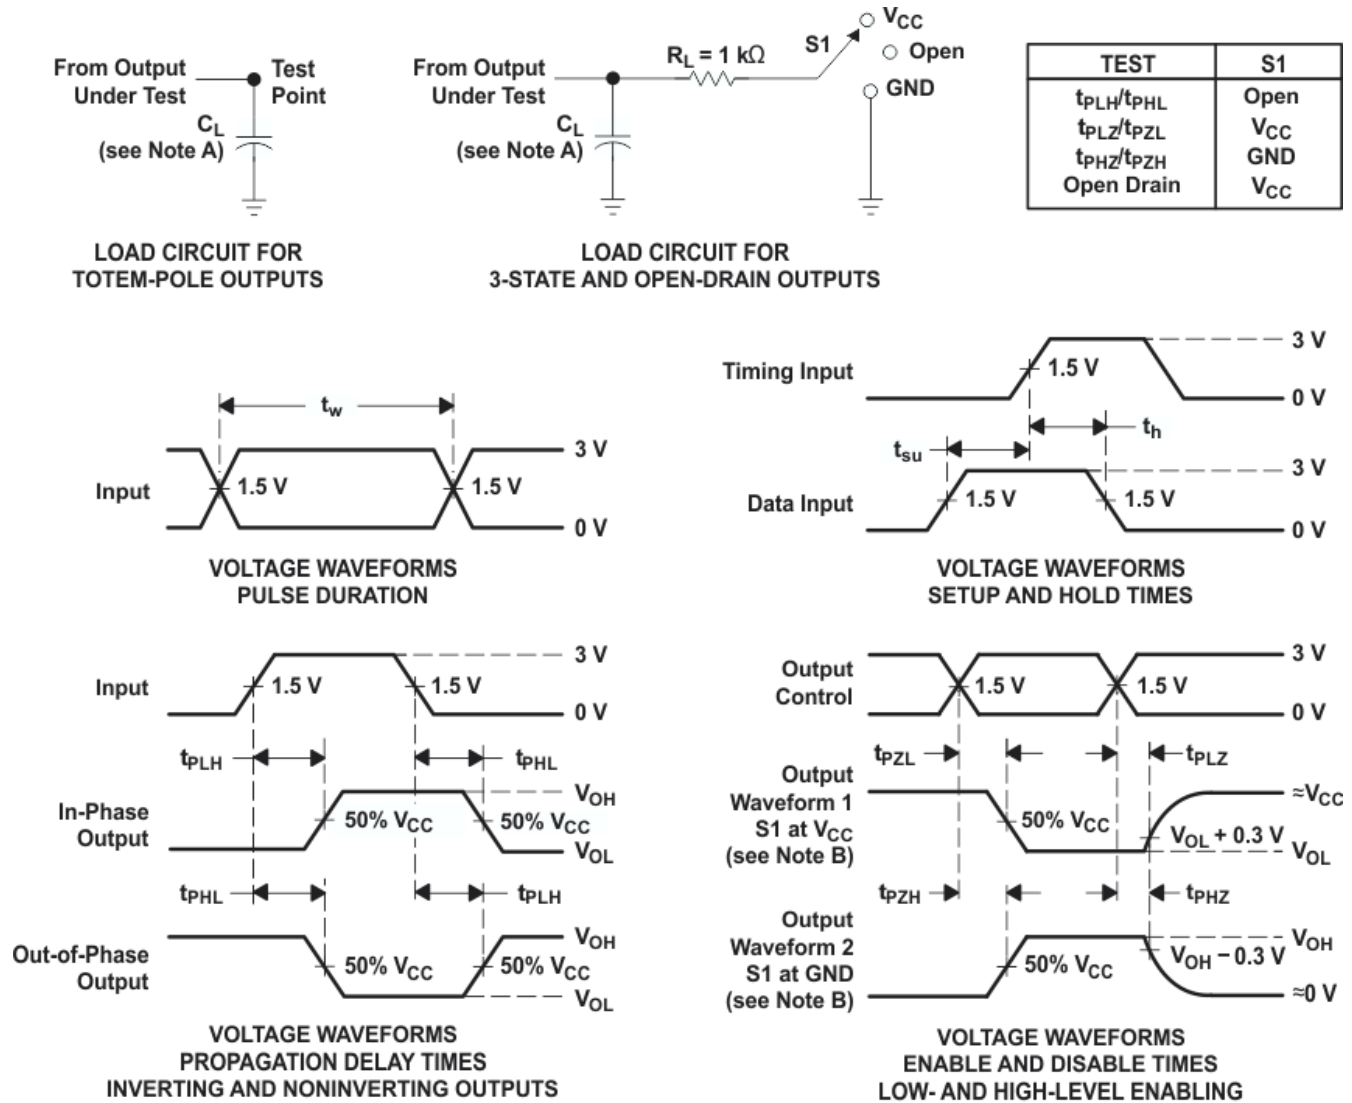 From Output
Under Test
Test
Point
CL
(see Note A)
LOAD CIRCUIT FOR
TOTEM-POLE OUTPUTS
From Output
Under Test
RL = 1 kΩ
S1
VCC
Open
GND
CL
(see Note A)
LOAD CIRCUIT FOR
3-STATE AND OPEN-DRAIN OUTPUTS
TEST S1
tPLH/tPHL Open
tPLZ/tPZL VCC
tPHZ/tPZH GND
Open Drain VCC
tw
3 V
Input
1.5 V
1.5 V
0 V
VOLTAGE WAVEFORMS
PULSE DURATION
3 V
Timing Input
1.5 V
0 V
th
tsu
3 V
Data Input
1.5 V
1.5 V
0 V
VOLTAGE WAVEFORMS
SETUP AND HOLD TIMES
3 V
Input
1.5 V
1.5 V
0 V
tPLH
tPHL
VOH
In-Phase
Output
50% VCC
50% VCC
VOL
tPHL
tPLH
VOH
Out-of-Phase
Output
50% VCC
50% VCC
VOL
VOLTAGE WAVEFORMS
PROPAGATION DELAY TIMES
INVERTING AND NONINVERTING OUTPUTS
3 V
Output
Control
1.5 V
1.5 V
0 V
tPZL
tPLZ
Output
Waveform 1
S1 at VCC
(see Note B)
≈VCC
50% VCC
VOL + 0.3 V
VOL
tPZH
tPHZ
Output
Waveform 2
S1 at GND
(see Note B)
VOH
50% VCC
VOH − 0.3 V
≈0 V
VOLTAGE WAVEFORMS
ENABLE AND DISABLE TIMES
LOW- AND HIGH-LEVEL ENABLING